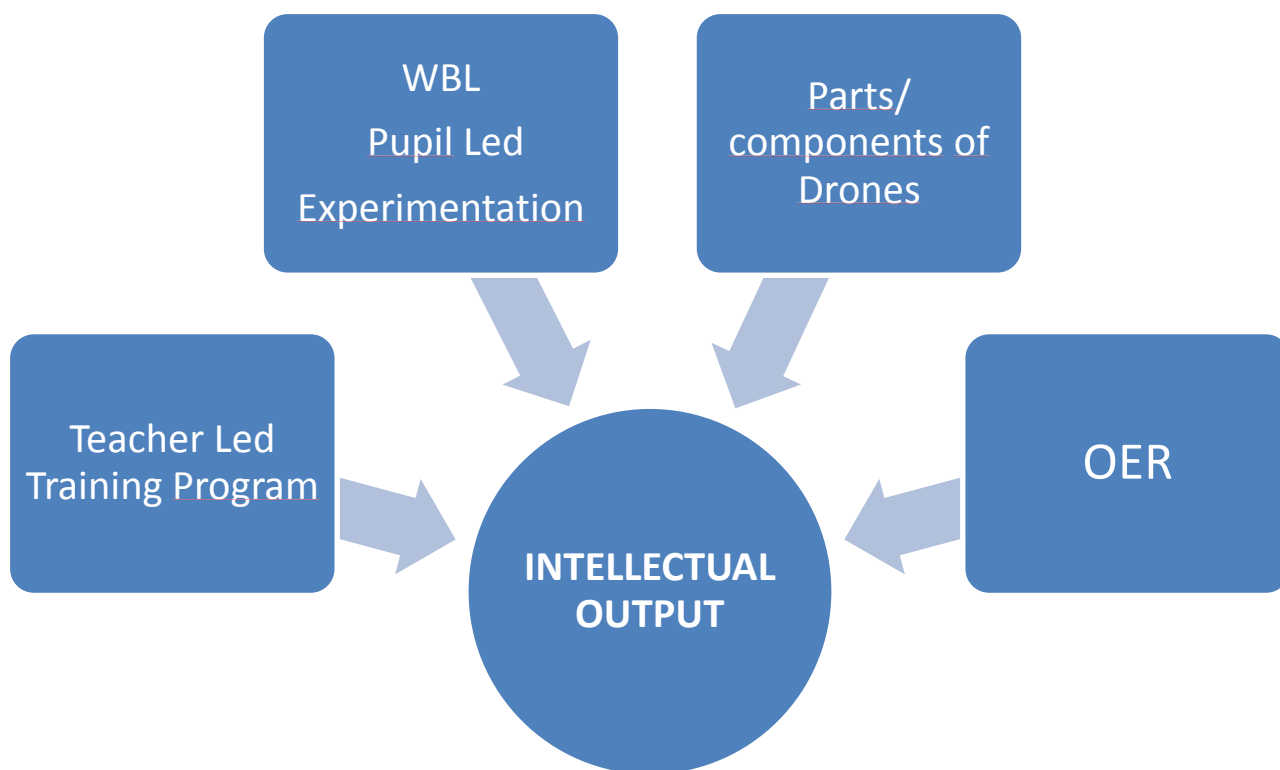 WBL
Pupil Led
Experimentation
Parts/
components of
Drones
Teacher Led
Training Program
OER
INTELLECTUAL
OUTPUT